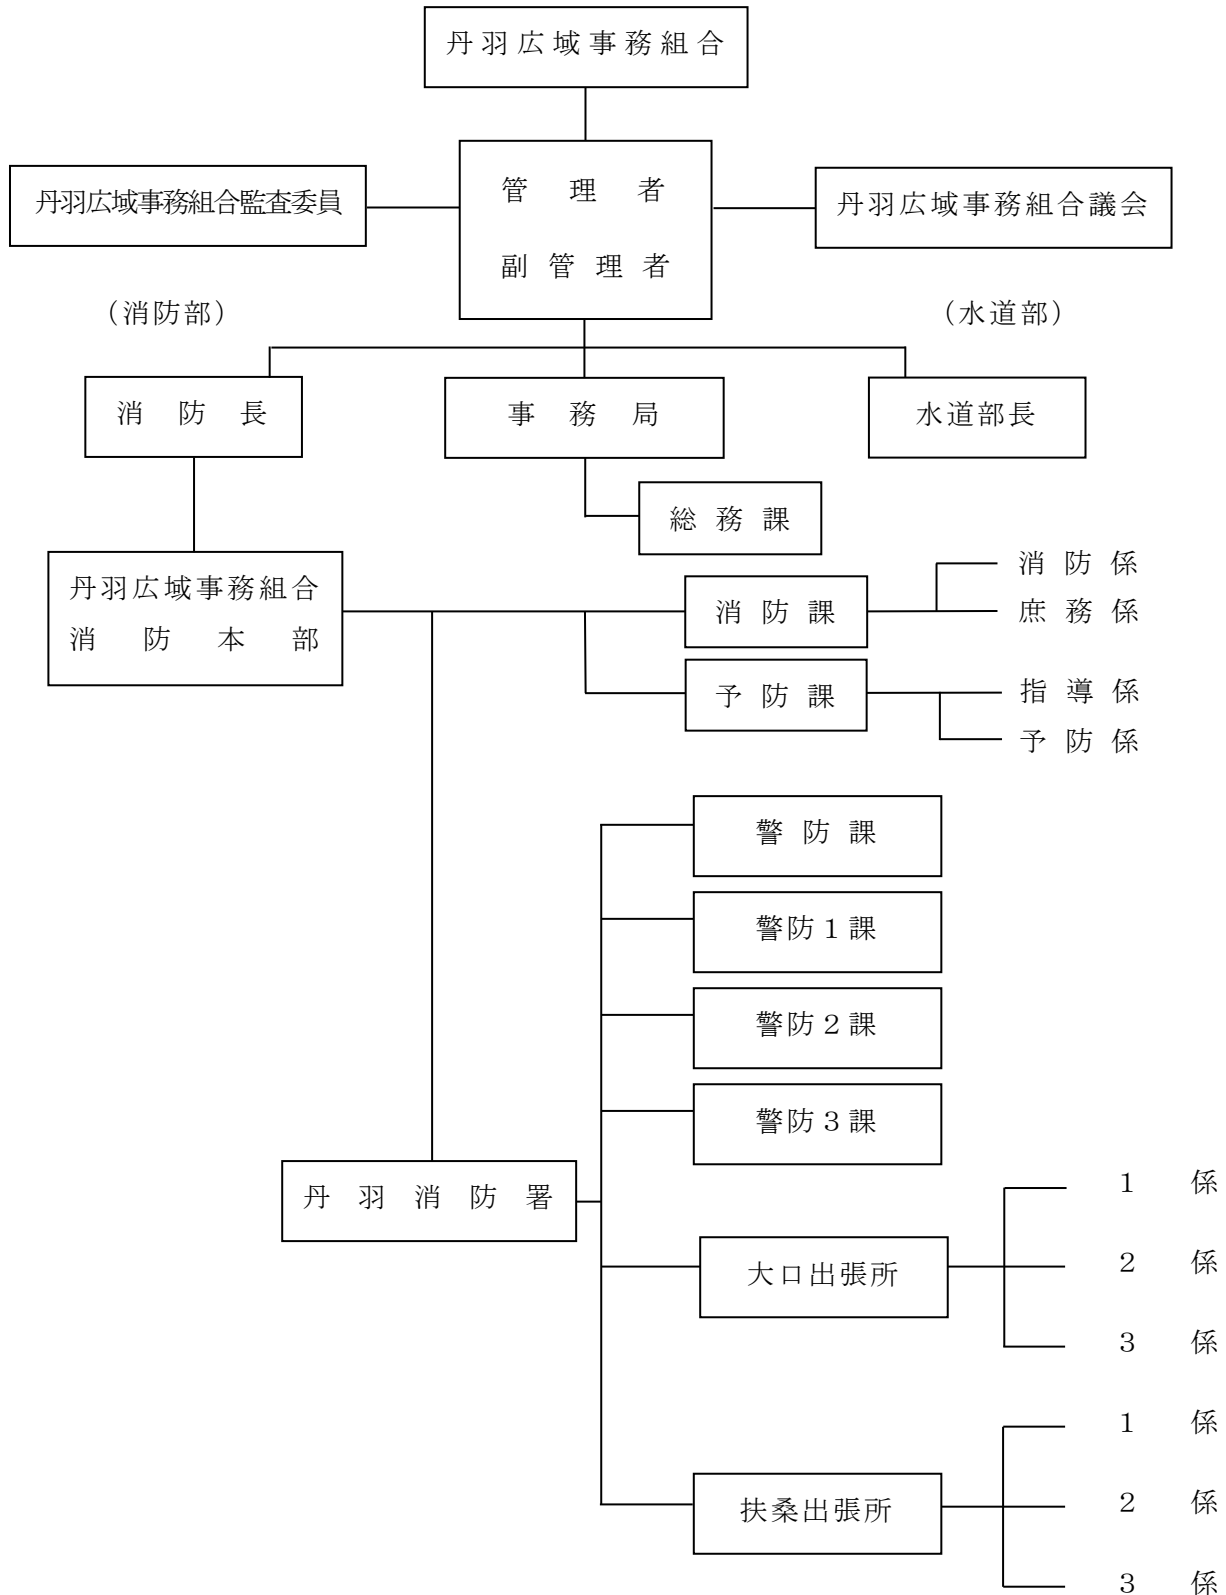 丹羽広域事務組合
丹羽広域事務組合監査委員
管理者
副管理者
丹羽広域事務組合議会
（消防部）
（水道部）
消防長
事務局
水道部長
総務課
丹羽広域事務組合
消防本部
消防課
消防係
庶務係
予防課
指導係
予防係
警防課
警防１課
警防２課
警防３課
丹羽消防署
大口出張所
１係
２係
３係
扶桑出張所
１係
２係
３係